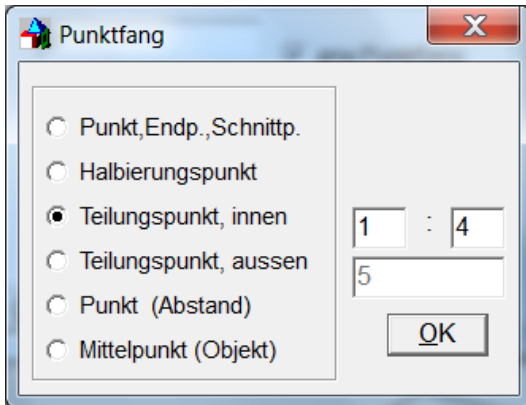 Punktfang
Punkt,Endp.,Schnittp.
Halbierungspunkt
Teilungspunkt, innen
1 : 4
Teilungspunkt, aussen
5
Punkt (Abstand)
OK
Mittelpunkt (Objekt)